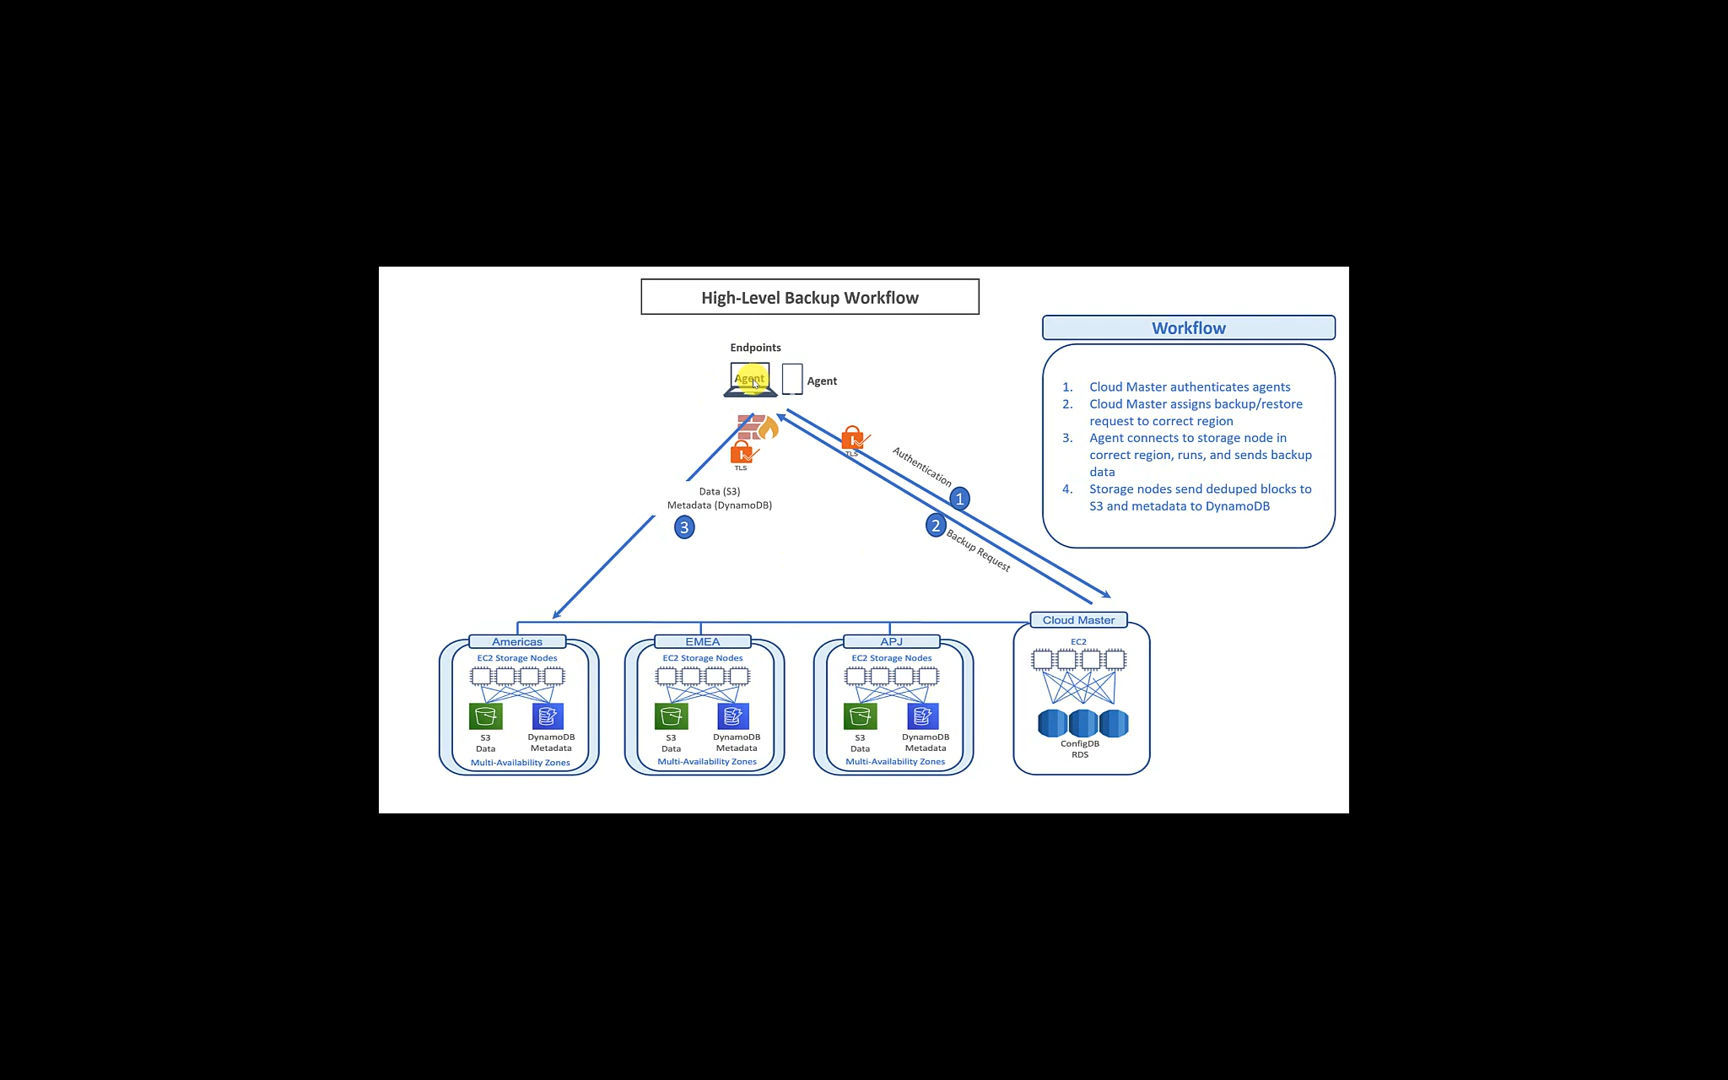 High-Level Backup Workflow
Workflow
Endpoints
Agent
Agent
1. Cloud Master authenticates agents
2. Cloud Master assigns backup/restore
request to correct region
3. Agent connects to storage node in
correct region, runs, and sends backup
data
4. Storage nodes send deduped blocks to
S3 and metadata to DynamoDB
TLS
TLS
Authentication
1
2
Backup Request
Data (S3)
Metadata (DynamoDB)
3
Americas
EC2 Storage Nodes
S3
Data
DynamoDB
Metadata
Multi-Availability Zones
EMEA
EC2 Storage Nodes
S3
Data
DynamoDB
Metadata
Multi-Availability Zones
APJ
EC2 Storage Nodes
S3
Data
DynamoDB
Metadata
Multi-Availability Zones
Cloud Master
EC2
ConfigDB
RDS